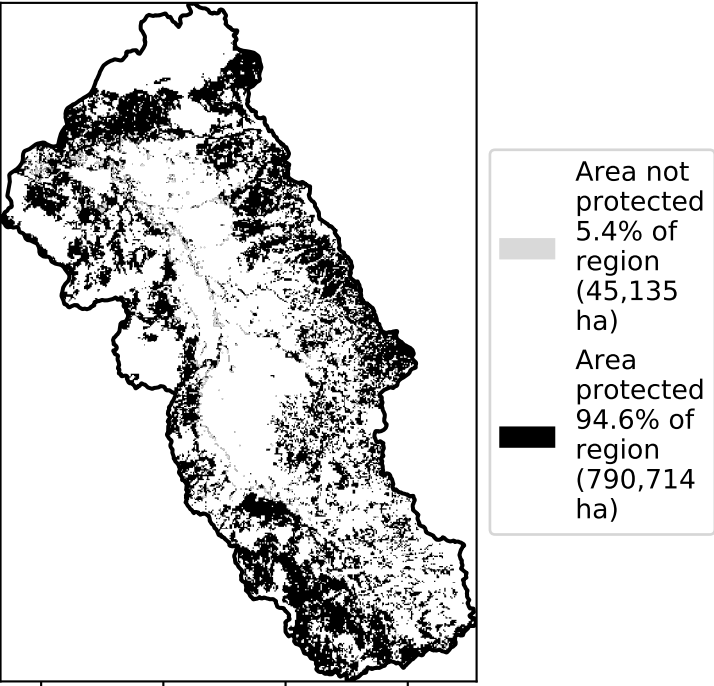 Area not
protected
5.4% of
region
(45,135
ha)
Area
protected
94.6% of
region
(790,714
ha)